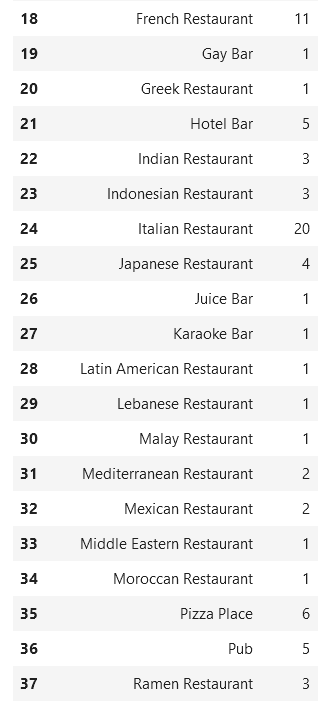 18 French Restaurant 11
19 Gay Bar 1
20 Greek Restaurant 1
21 Hotel Bar 5
22 Indian Restaurant 3
23 Indonesian Restaurant 3
24 Italian Restaurant 20
25 Japanese Restaurant 4
26 Juice Bar 1
27 Karaoke Bar 1
28 Latin American Restaurant 1
29 Lebanese Restaurant 1
30 Malay Restaurant 1
31 Mediterranean Restaurant 2
32 Mexican Restaurant 2
33 Middle Eastern Restaurant 1
34 Moroccan Restaurant 1
35 Pizza Place 6
36 Pub 5
37 Ramen Restaurant 3